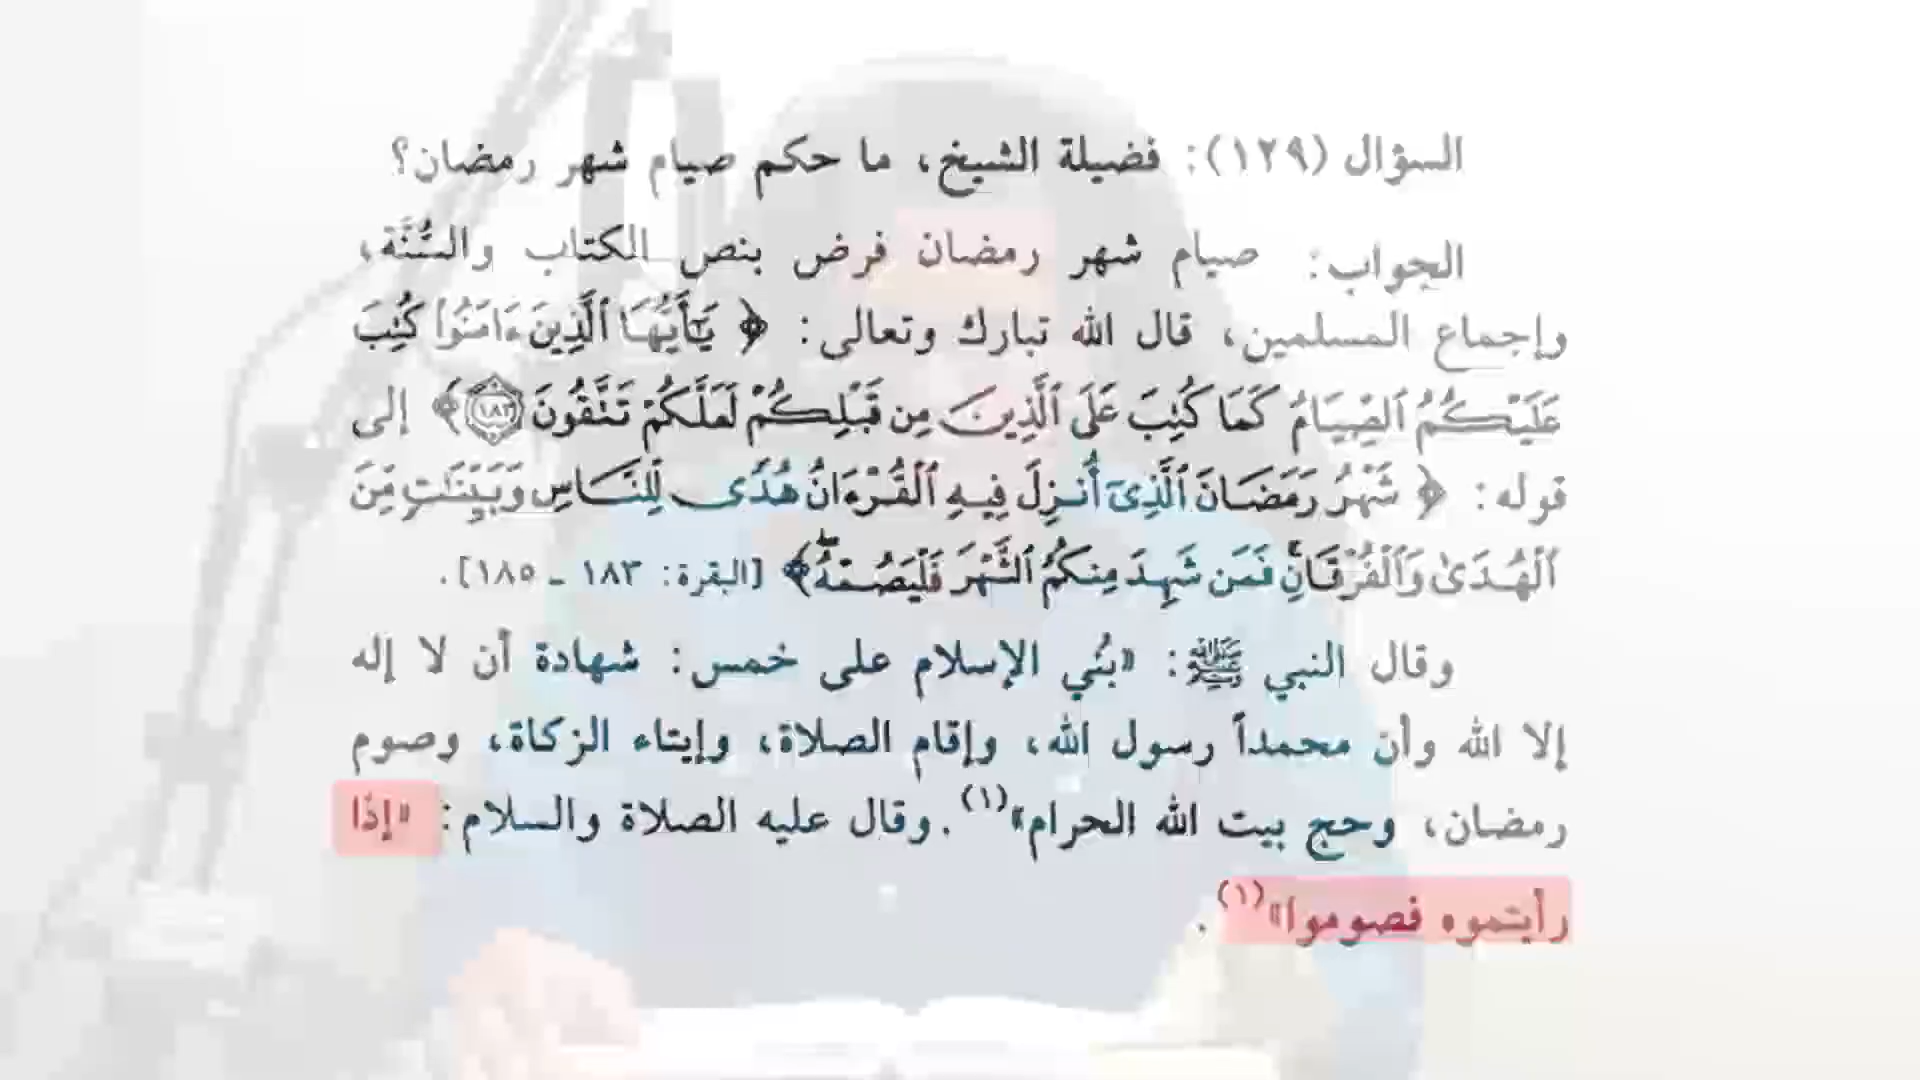 السؤال (١٢٩): فضيلة الشيخ، ما حكم صيام شهر رمضان؟
الجواب: صيام شهر رمضان فرض بنص الكتاب والسُّنَّة،
وإجماع المسلمين، قال الله تبارك وتعالى: ﴿ يَٰٓأَيُّهَا ٱلَّذِينَ ءَامَنُوا۟ كُتِبَ
عَلَيْكُمُ ٱلصِّيَامُ كَمَا كُتِبَ عَلَى ٱلَّذِينَ مِن قَبْلِكُمْ لَعَلَّكُمْ تَتَّقُونَ ١٨٣ ﴾ إلى
قوله: ﴿ شَهْرُ رَمَضَانَ ٱلَّذِىٓ أُنزِلَ فِيهِ ٱلْقُرْءَانُ هُدًى لِّلنَّاسِ وَبَيِّنَٰتٍ مِّنَ
ٱلْهُدَىٰ وَٱلْفُرْقَانِ ۚ فَمَن شَهِدَ مِنكُمُ ٱلشَّهْرَ فَلْيَصُمْهُ ۖ ﴾ [البقرة: ١٨٣ ـ ١٨٥].
وقال النبي ﷺ: «بُني الإسلام على خمس: شهادة أن لا إله
إلا الله وأن محمداً رسول الله، وإقام الصلاة، وإيتاء الزكاة، وصوم
رمضان، وحج بيت الله الحرام»(١). وقال عليه الصلاة والسلام: «إذا
رأيتموه فصوموا»(١).